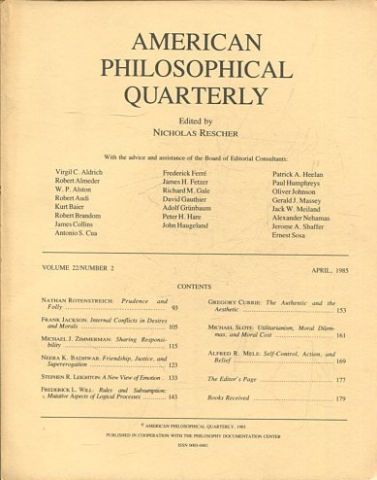 AMERICAN
PHILOSOPHICAL
QUARTERLY
Edited by
NICHOLAS RESCHER
With the advice and assistance of the Board of Editorial Consultants:
Virgil C. Aldrich
Robert Almeder
W. P. Alston
Robert Audi
Kurt Baier
Robert Brandom
James Collins
Antonio S. Cua
Frederick Ferré
James H. Fetzer
Richard M. Gale
David Gauthier
Adolf Grünbaum
Peter H. Hare
John Haugeland
Patrick A. Heelan
Paul Humphreys
Oliver Johnson
Gerald J. Massey
Jack W. Meiland
Alexander Nehamas
Jerome A. Shaffer
Ernest Sosa
VOLUME 22/NUMBER 2
APRIL, 1985
CONTENTS
NATHAN ROTENSTREICH: Prudence and
Folly 93
FRANK JACKSON: Internal Conflicts in Desires
and Morals 105
MICHAEL J. ZIMMERMAN: Sharing Responsi-
bility 115
NEERA K. BADHWAR: Friendship, Justice, and
Supererogation 123
STEPHEN R. LEIGHTON: A New View of Emotion 133
FREDERICK L. WILL: Rules and Subsumption:
Mutative Aspects of Logical Processes 143
GREGORY CURRIE: The Authentic and the
Aesthetic 153
MICHAEL SLOTE: Utilitarianism, Moral Dilem-
mas, and Moral Cost 161
ALFRED R. MELE: Self-Control, Action, and
Belief 169
The Editor's Page 177
Books Received 179
© AMERICAN PHILOSOPHICAL QUARTERLY, 1985
PUBLISHED IN COOPERATION WITH THE PHILOSOPHY DOCUMENTATION CENTER